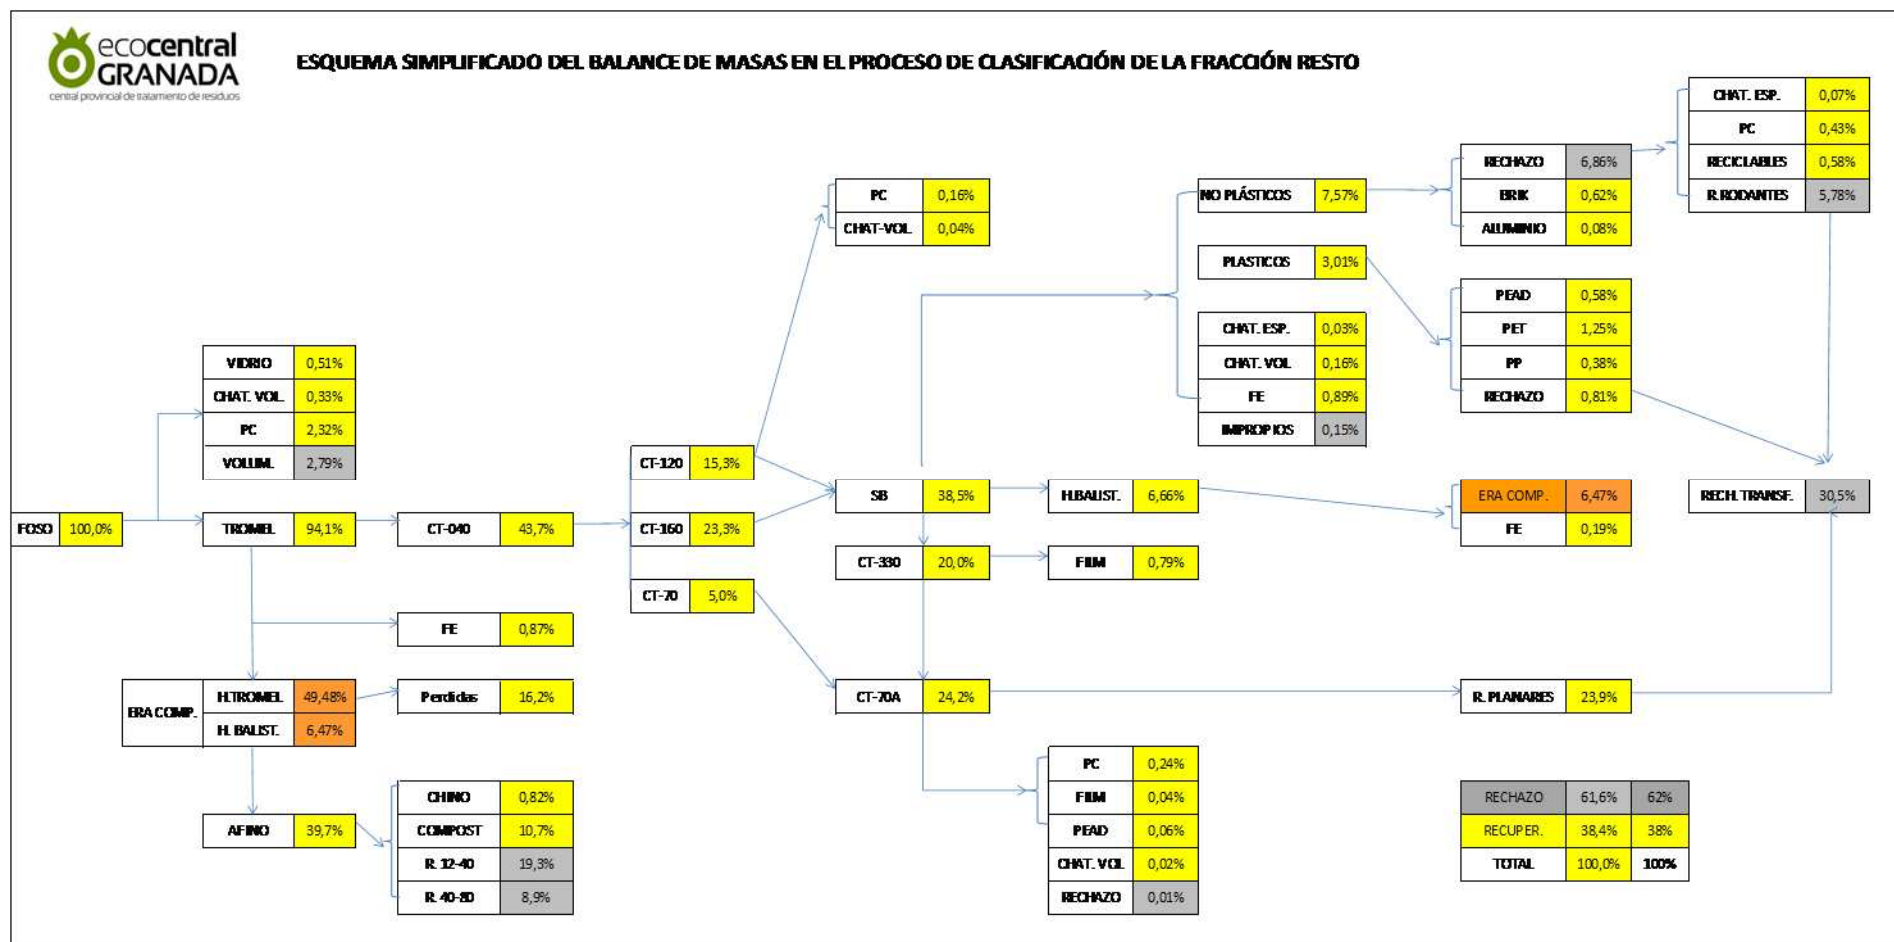 ecocentral
GRANADA
central provincial de tratamiento de residuos
ESQUEMA SIMPLIFICADO DEL BALANCE DE MASAS EN EL PROCESO DE CLASIFICACIÓN DE LA FRACCIÓN RESTO
CHAT. ESP. 0,07%
PC 0,43%
RECICLABLES 0,58%
R.RODANTES 5,78%
RECHAZO 6,86%
BRIK 0,62%
ALUMINIO 0,08%
NO PLÁSTICOS 7,57%
PLASTICOS 3,01%
PC 0,16%
CHAT-VOL 0,04%
PEAD 0,58%
PET 1,25%
PP 0,38%
RECHAZO 0,81%
CHAT. ESP. 0,03%
CHAT. VOL 0,16%
FE 0,89%
IMPROPIOS 0,15%
VIDRIO 0,51%
CHAT. VOL. 0,33%
PC 2,32%
VOLUM. 2,79%
CT-120 15,3%
SB 38,5%
H.BALIST. 6,66%
ERA COMP. 6,47%
FE 0,19%
RECH. TRANSF. 30,5%
FOSO 100,0%
TROMEL 94,1%
CT-040 43,7%
CT-160 23,3%
CT-330 20,0%
FILM 0,79%
CT-70 5,0%
FE 0,87%
ERA COMP.
H.TROMEL 49,48%
H. BALIST. 6,47%
Perdidas 16,2%
CT-70A 24,2%
R. PLANARES 23,9%
PC 0,24%
FILM 0,04%
PEAD 0,06%
CHAT. VOL 0,02%
RECHAZO 0,01%
AFINO 39,7%
CHINO 0,82%
COMPOST 10,7%
R. 12-40 19,3%
R. 40-80 8,9%
RECHAZO 61,6% 62%
RECUPER. 38,4% 38%
TOTAL 100,0% 100%